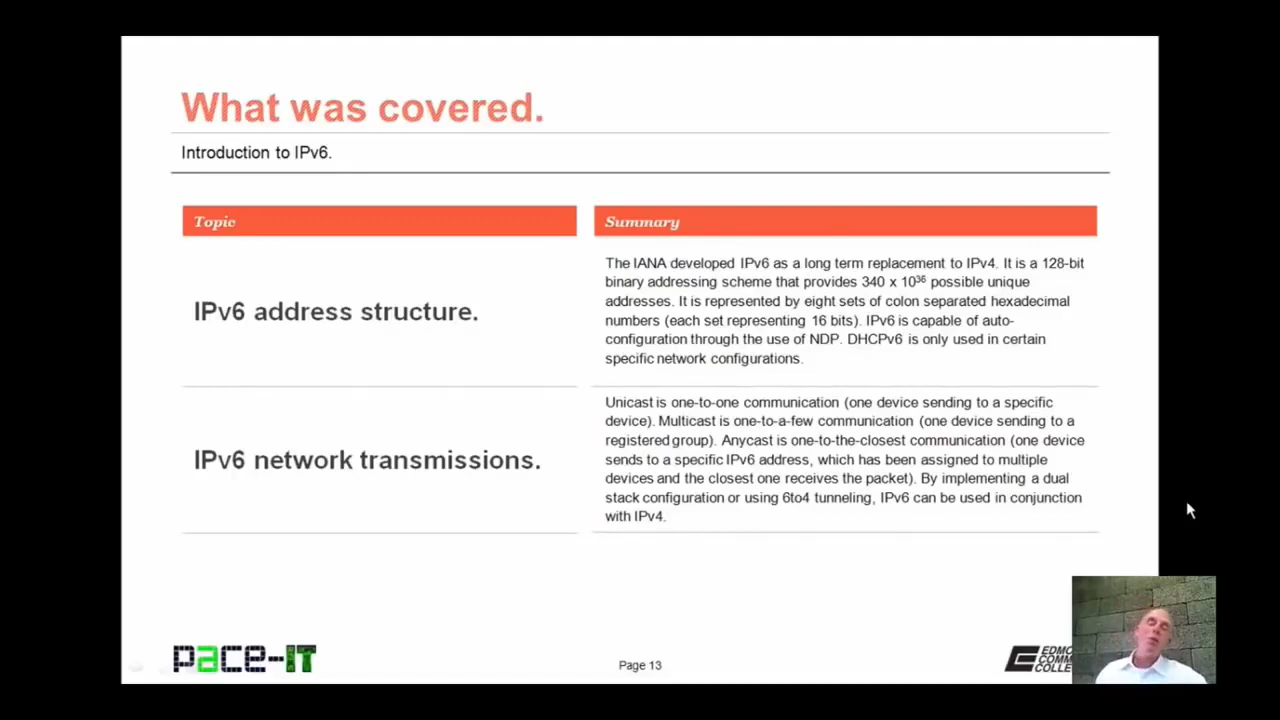 What was covered.
Introduction to IPv6.
Topic
Summary
IPv6 address structure.
The IANA developed IPv6 as a long term replacement to IPv4. It is a 128-bit
binary addressing scheme that provides 340 x 10³⁶ possible unique
addresses. It is represented by eight sets of colon separated hexadecimal
numbers (each set representing 16 bits). IPv6 is capable of auto-
configuration through the use of NDP. DHCPv6 is only used in certain
specific network configurations.
IPv6 network transmissions.
Unicast is one-to-one communication (one device sending to a specific
device). Multicast is one-to-a-few communication (one device sending to a
registered group). Anycast is one-to-the-closest communication (one device
sends to a specific IPv6 address, which has been assigned to multiple
devices and the closest one receives the packet). By implementing a dual
stack configuration or using 6to4 tunneling, IPv6 can be used in conjunction
with IPv4.
pace-IT
Page 13